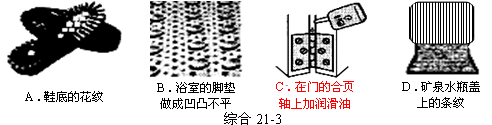 A.鞋底的花纹
B.浴室的脚垫
做成凹凸不平
C.在门的合页
轴上加润滑油
D.矿泉水瓶盖
上的条纹
综合21-3